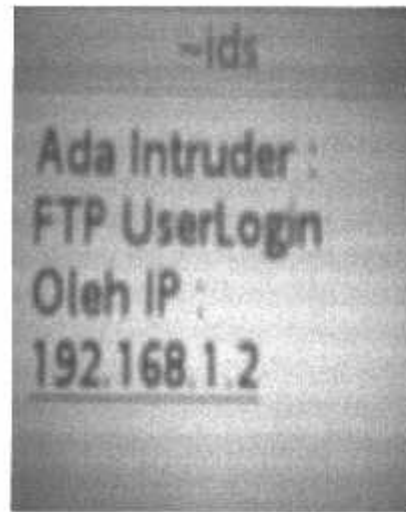 ~ids
Ada Intruder :
FTP UserLogin
Oleh IP :
192.168.1.2